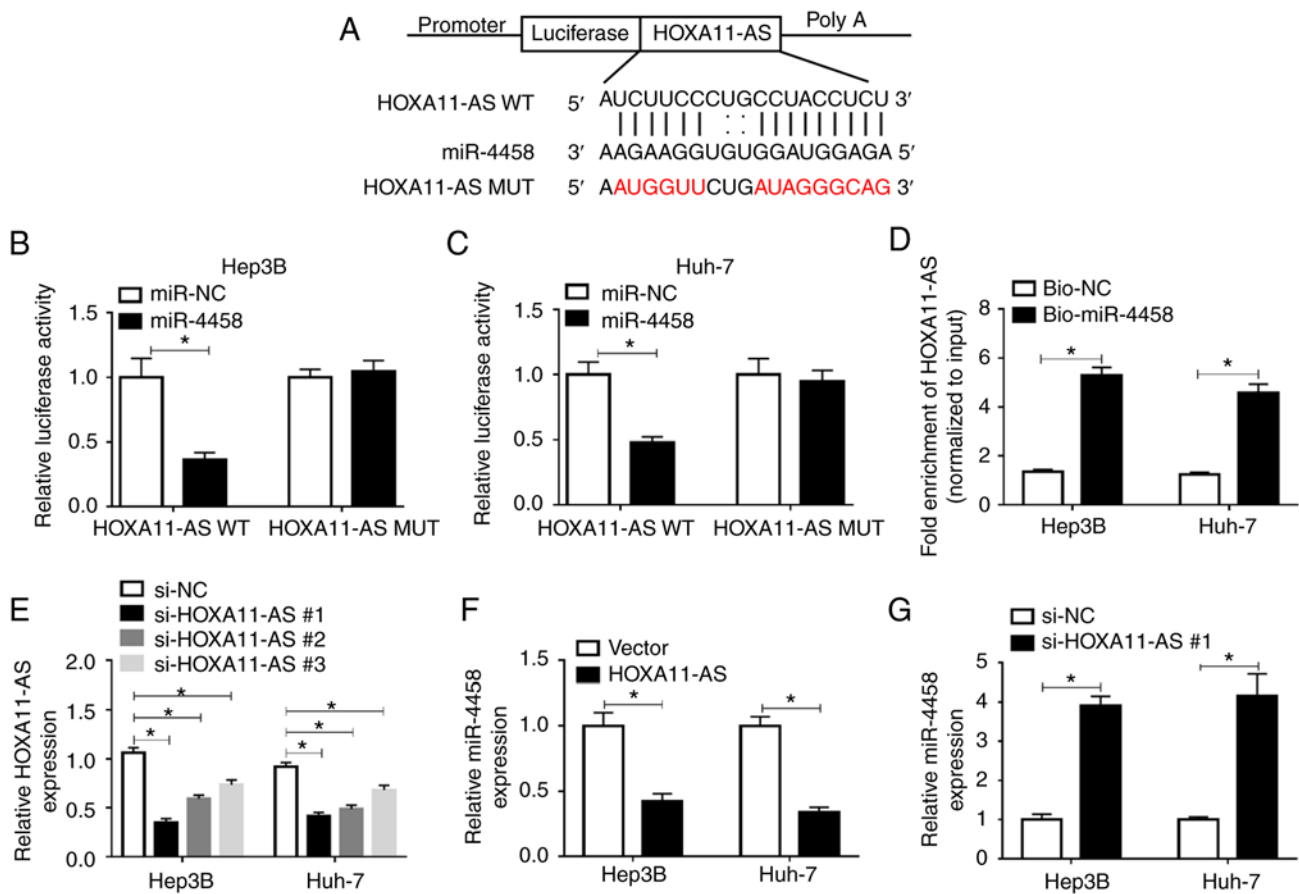 A
Promoter Luciferase HOXA11-AS Poly A
HOXA11-AS WT 5′ AUCUUCCCUGCCUACCUCU 3′
miR-4458 3′ AAGAAGGUGUGGAUGGAGA 5′
HOXA11-AS MUT 5′ AAUGGUUCUGAUAGGGCAG 3′
B
Hep3B
miR-NC
miR-4458
Relative luciferase activity
1.5
1.0
0.5
0.0
*
HOXA11-AS WT HOXA11-AS MUT
C
Huh-7
miR-NC
miR-4458
Relative luciferase activity
1.5
1.0
0.5
0.0
*
HOXA11-AS WT HOXA11-AS MUT
D
Bio-NC
Bio-miR-4458
Fold enrichment of HOXA11-AS
(normalized to input)
8
6
4
2
0
* *
Hep3B Huh-7
E
si-NC
si-HOXA11-AS #1
si-HOXA11-AS #2
si-HOXA11-AS #3
Relative HOXA11-AS
expression
2.0
1.5
1.0
0.5
0.0
* * *
* * *
Hep3B Huh-7
F
Vector
HOXA11-AS
Relative miR-4458
expression
1.5
1.0
0.5
0.0
* *
Hep3B Huh-7
G
si-NC
si-HOXA11-AS #1
Relative miR-4458
expression
5
4
3
2
1
0
* *
Hep3B Huh-7